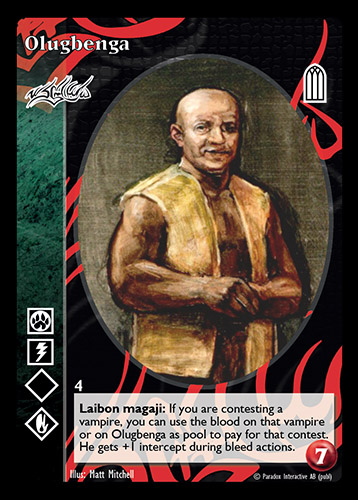 Olugbenga
4
Laibon magaji: If you are contesting a
vampire, you can use the blood on that vampire
or on Olugbenga as pool to pay for that contest.
He gets +1 intercept during bleed actions.
7
Illus: Matt Mitchell
© Paradox Interactive AB (publ)